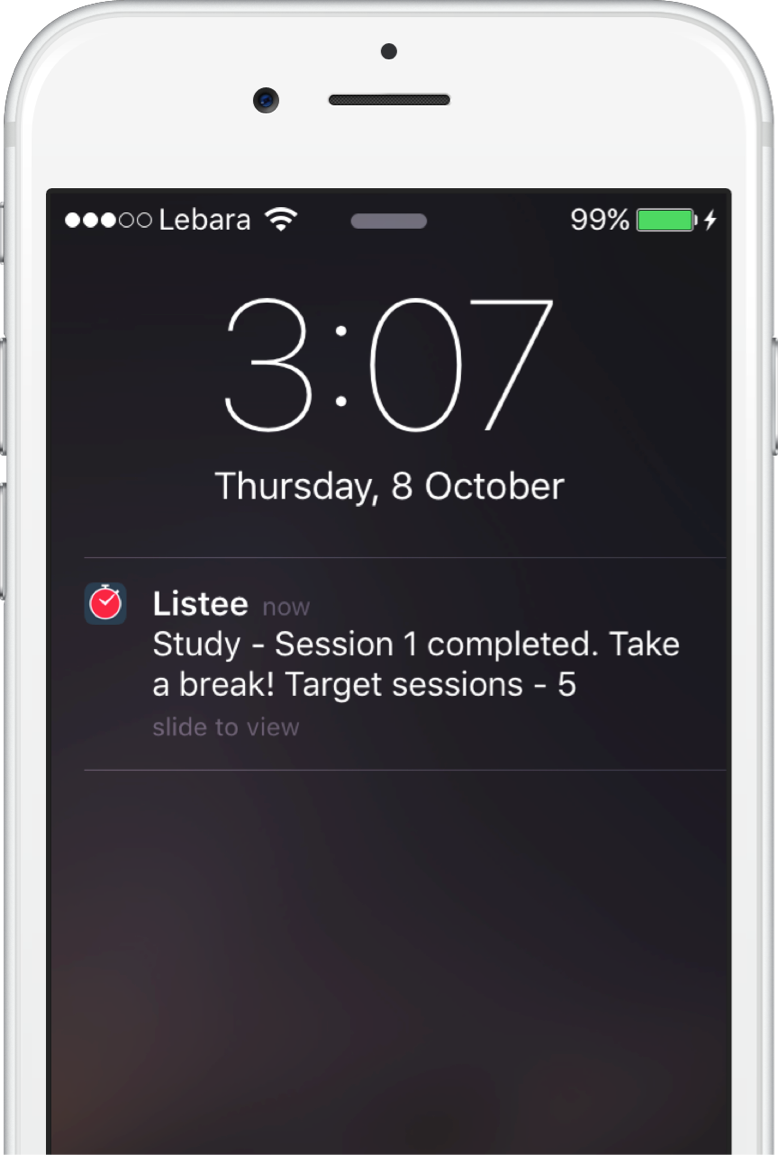 Lebara 99%
3:07
Thursday, 8 October
Listee now
Study - Session 1 completed. Take
a break! Target sessions - 5
slide to view